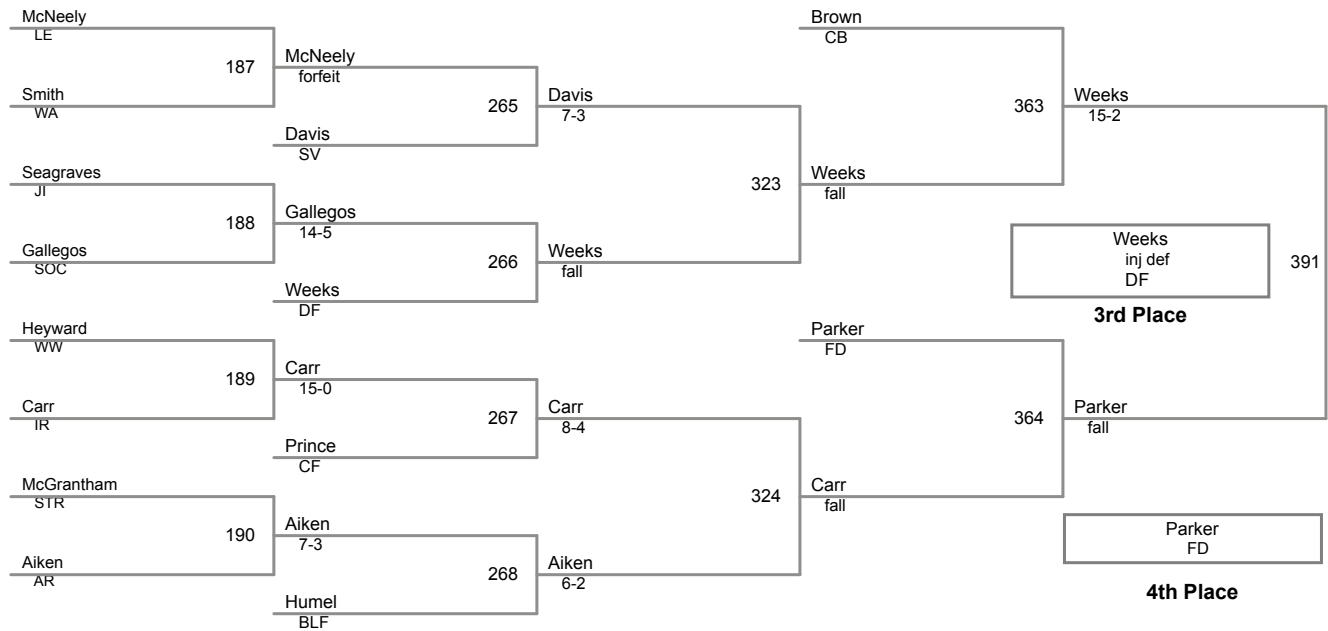 McNeely
LE
187
Smith
WA
McNeely
forfeit
265
Davis
SV
Seagraves
JI
188
Gallegos
SOC
Gallegos
14-5
266
Weeks
DF
Davis
7-3
323
Weeks
fall
Heyward
WW
189
Carr
IR
Carr
15-0
267
Prince
CF
McGrantham
STR
190
Aiken
AR
Aiken
7-3
268
Humel
BLF
Carr
8-4
324
Aiken
6-2
Brown
CB
363
Weeks
fall
Weeks
15-2
Parker
FD
364
Carr
fall
Parker
fall
391
Weeks
inj def
DF
3rd Place
Parker
FD
4th Place